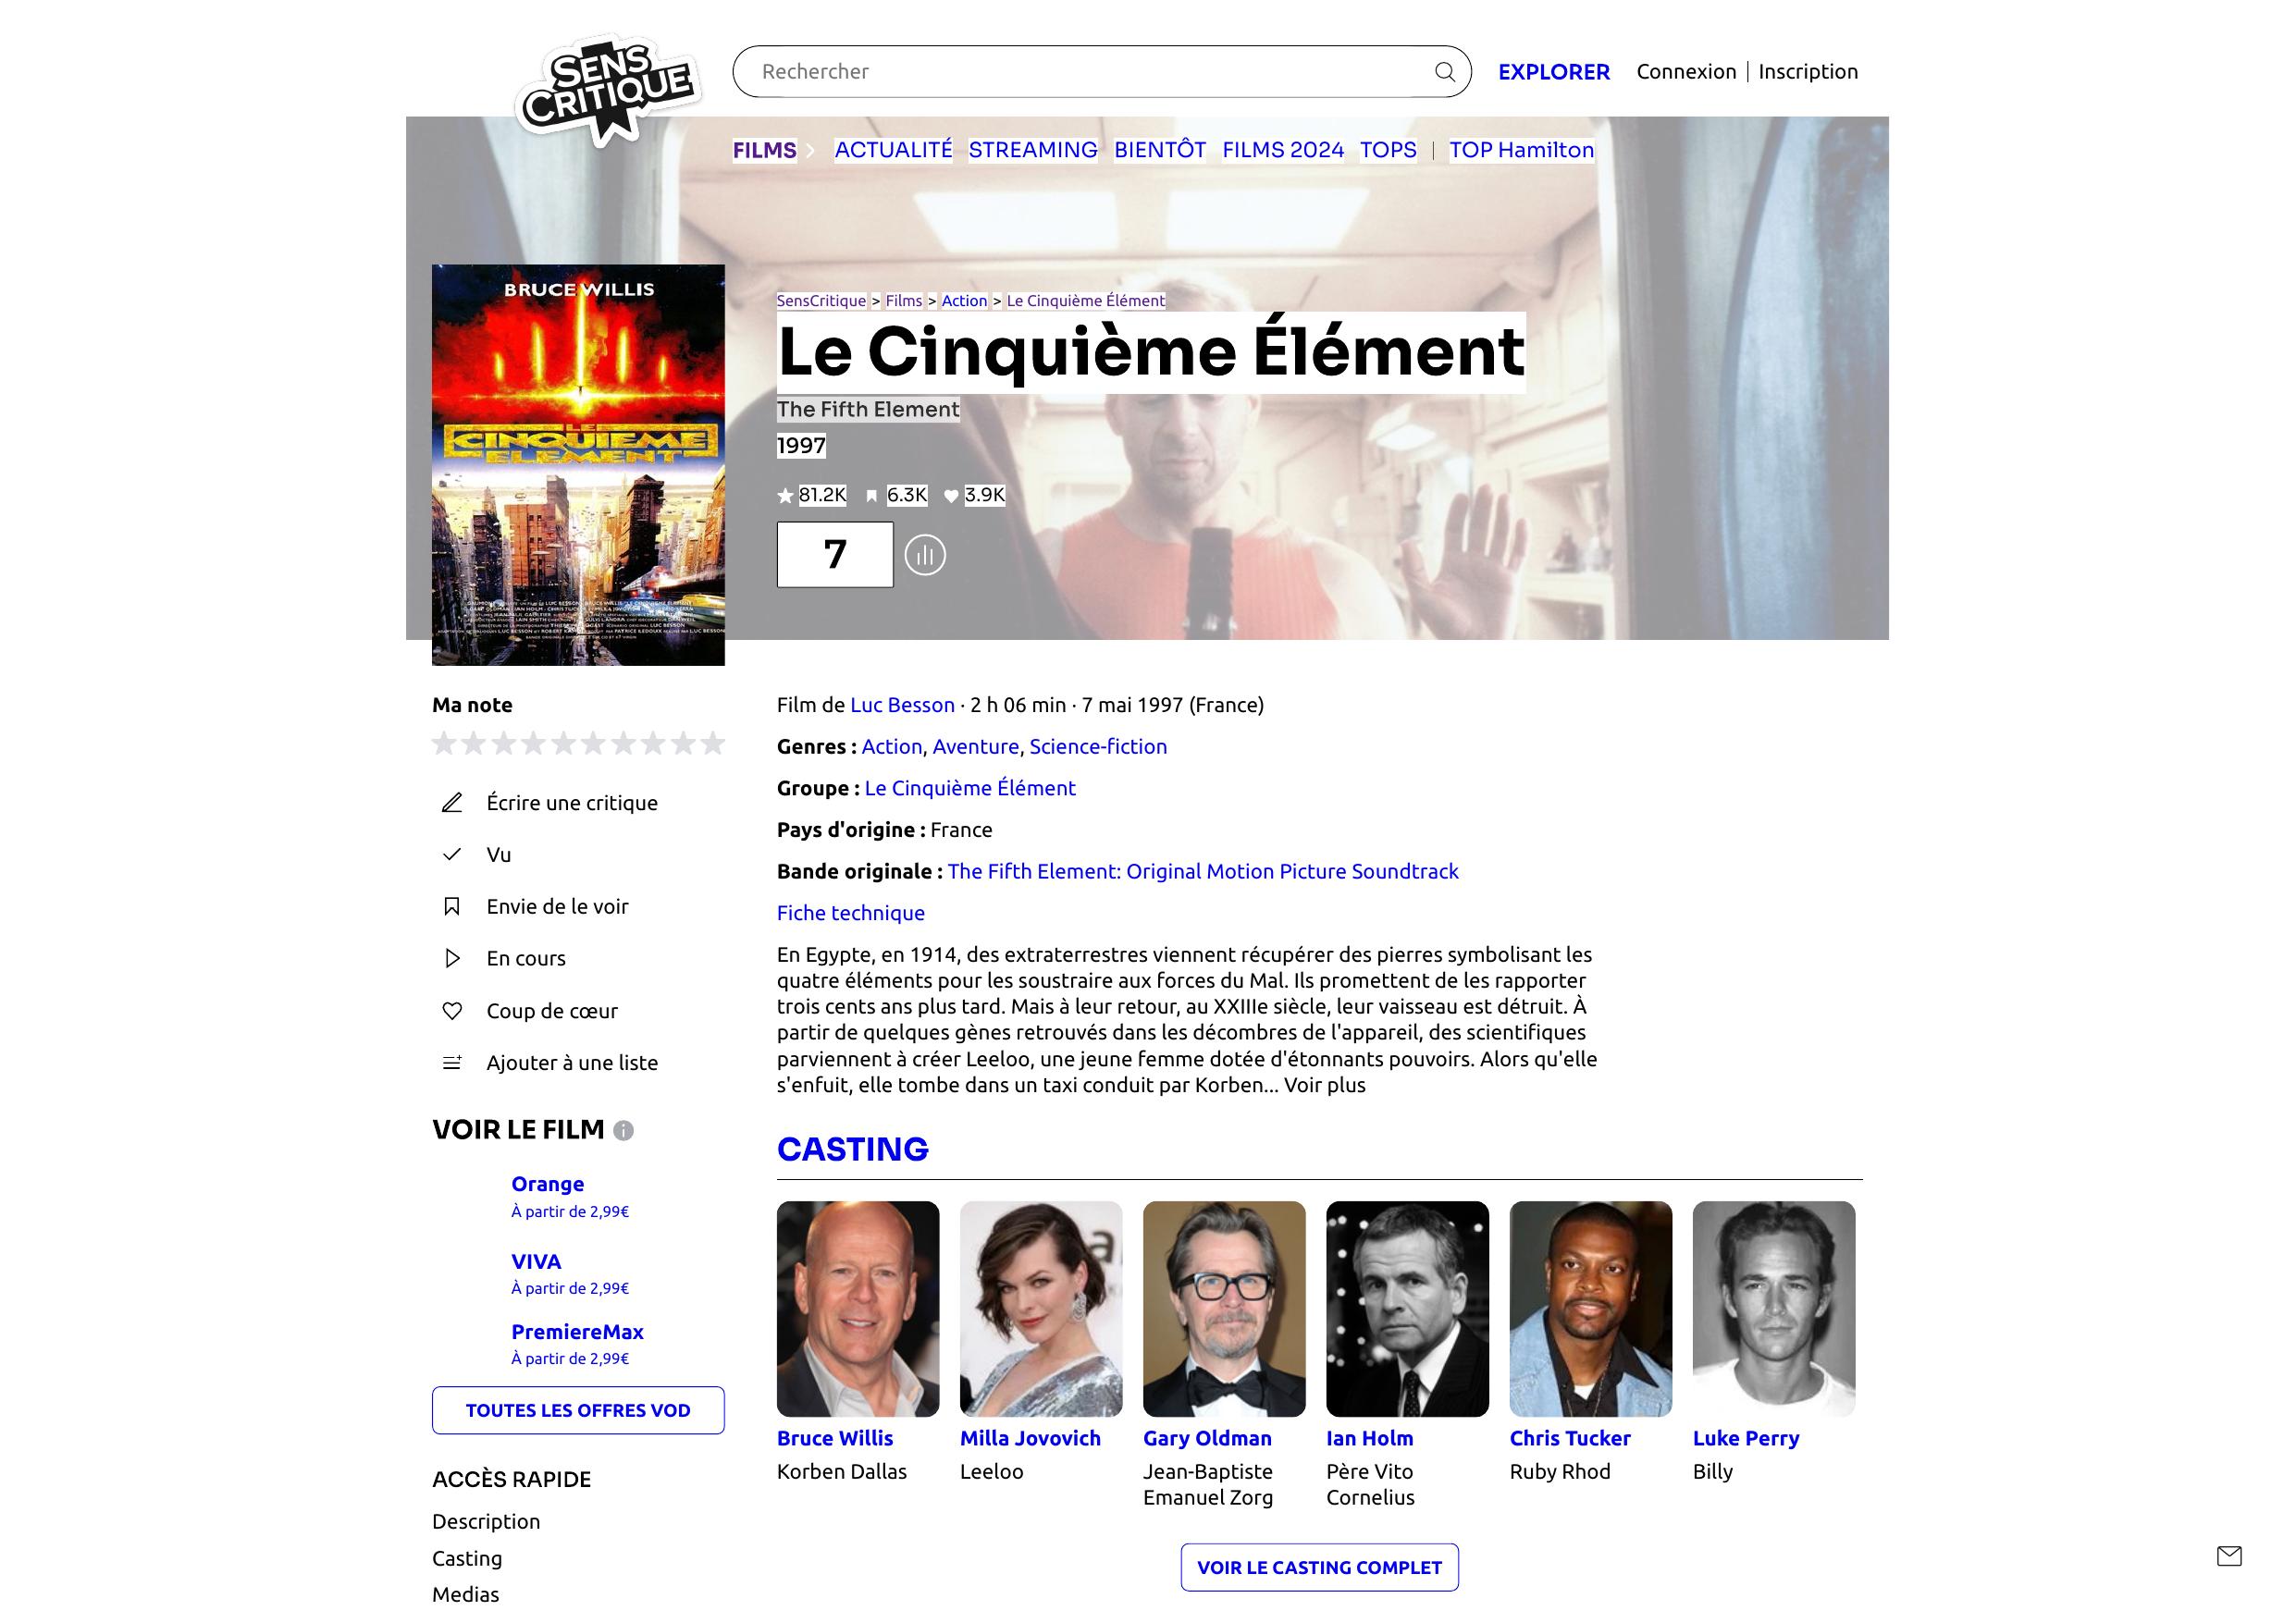 SENS
CRITIQUE
Rechercher
EXPLORER
Connexion | Inscription
FILMS
ACTUALITÉ STREAMING BIENTÔT FILMS 2024 TOPS | TOP Hamilton
BRUCE WILLIS
LE
CINQUIEME
ELEMENT
SensCritique > Films > Action > Le Cinquième Élément
Le Cinquième Élément
The Fifth Element
1997
81.2K 6.3K 3.9K
7
Ma note
Écrire une critique
Vu
Envie de le voir
En cours
Coup de cœur
Ajouter à une liste
VOIR LE FILM
Orange
À partir de 2,99€
VIVA
À partir de 2,99€
PremiereMax
À partir de 2,99€
TOUTES LES OFFRES VOD
ACCÈS RAPIDE
Description
Casting
Medias
Film de Luc Besson · 2 h 06 min · 7 mai 1997 (France)
Genres : Action, Aventure, Science-fiction
Groupe : Le Cinquième Élément
Pays d'origine : France
Bande originale : The Fifth Element: Original Motion Picture Soundtrack
Fiche technique
En Egypte, en 1914, des extraterrestres viennent récupérer des pierres symbolisant les
quatre éléments pour les soustraire aux forces du Mal. Ils promettent de les rapporter
trois cents ans plus tard. Mais à leur retour, au XXIIIe siècle, leur vaisseau est détruit. À
partir de quelques gènes retrouvés dans les décombres de l'appareil, des scientifiques
parviennent à créer Leeloo, une jeune femme dotée d'étonnants pouvoirs. Alors qu'elle
s'enfuit, elle tombe dans un taxi conduit par Korben... Voir plus
CASTING
Bruce Willis
Korben Dallas
Milla Jovovich
Leeloo
Gary Oldman
Jean-Baptiste
Emanuel Zorg
Ian Holm
Père Vito
Cornelius
Chris Tucker
Ruby Rhod
Luke Perry
Billy
VOIR LE CASTING COMPLET